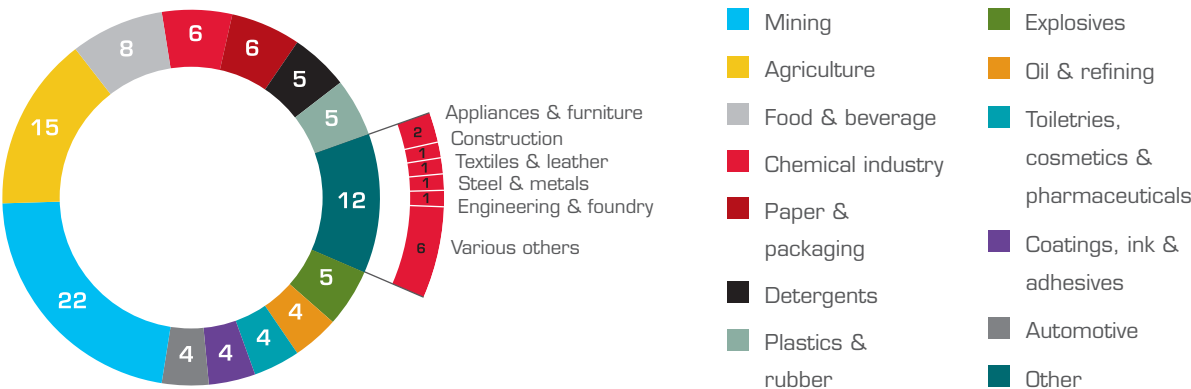 8
6
6
5
5
15
12
22
5
4
4
4
4
Appliances & furniture
2
Construction
1
Textiles & leather
1
Steel & metals
1
Engineering & foundry
1
Various others
6
Mining
Agriculture
Food & beverage
Chemical industry
Paper &
packaging
Detergents
Plastics &
rubber
Explosives
Oil & refining
Toiletries,
cosmetics &
pharmaceuticals
Coatings, ink &
adhesives
Automotive
Other